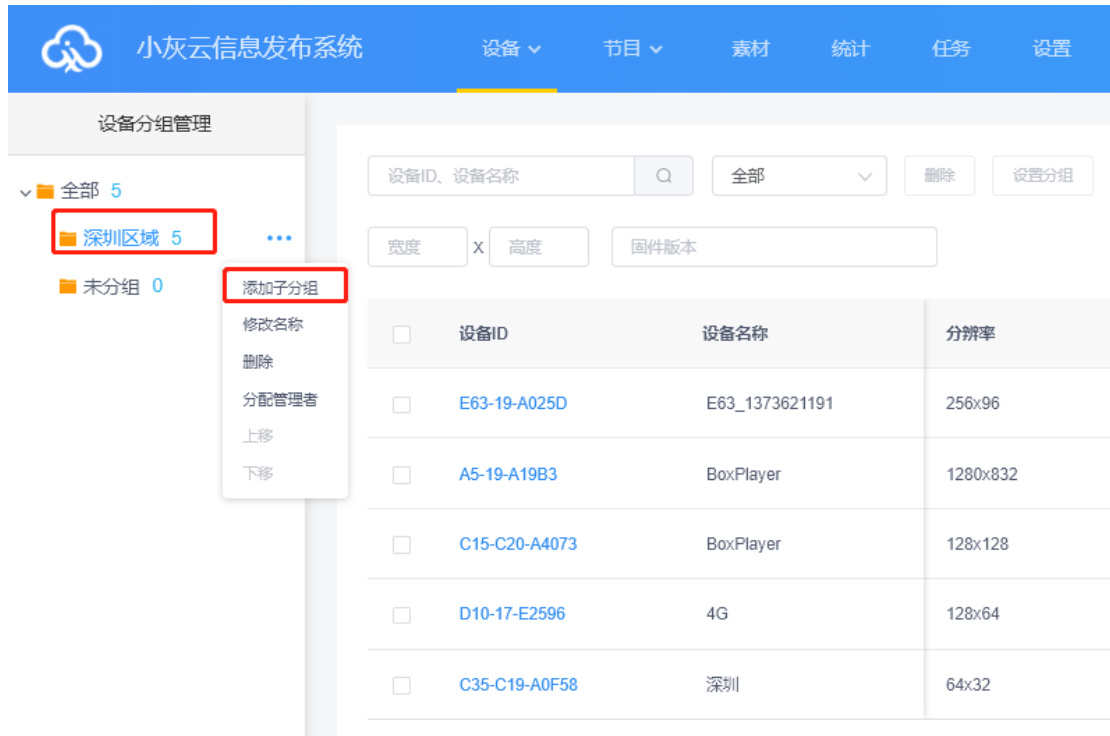 小灰云信息发布系统 设备 节目 素材 统计 任务 设置
设备分组管理
全部 5
深圳区域 5
未分组 0
添加子分组
修改名称
删除
分配管理者
上移
下移
设备ID、设备名称 全部 删除 设置分组
宽度 X 高度 固件版本
设备ID 设备名称 分辨率
E63-19-A025D E63_1373621191 256x96
A5-19-A19B3 BoxPlayer 1280x832
C15-C20-A4073 BoxPlayer 128x128
D10-17-E2596 4G 128x64
C35-C19-A0F58 深圳 64x32